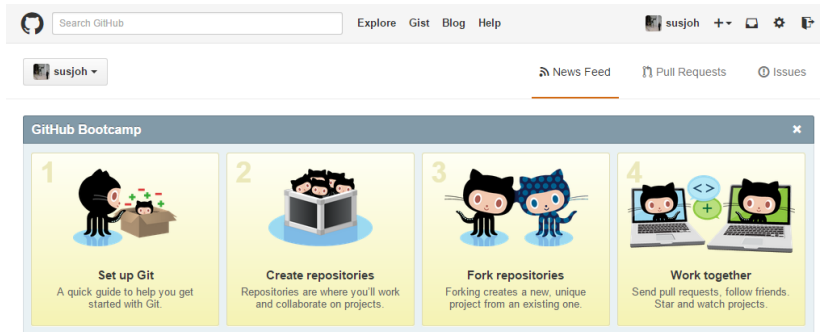 Search GitHub
Explore Gist Blog Help
susjoh
susjoh
News Feed
Pull Requests
Issues
GitHub Bootcamp
1
Set up Git
A quick guide to help you get
started with Git.
2
Create repositories
Repositories are where you'll work
and collaborate on projects.
3
Fork repositories
Forking creates a new, unique
project from an existing one.
4
<>
+
Work together
Send pull requests, follow friends.
Star and watch projects.